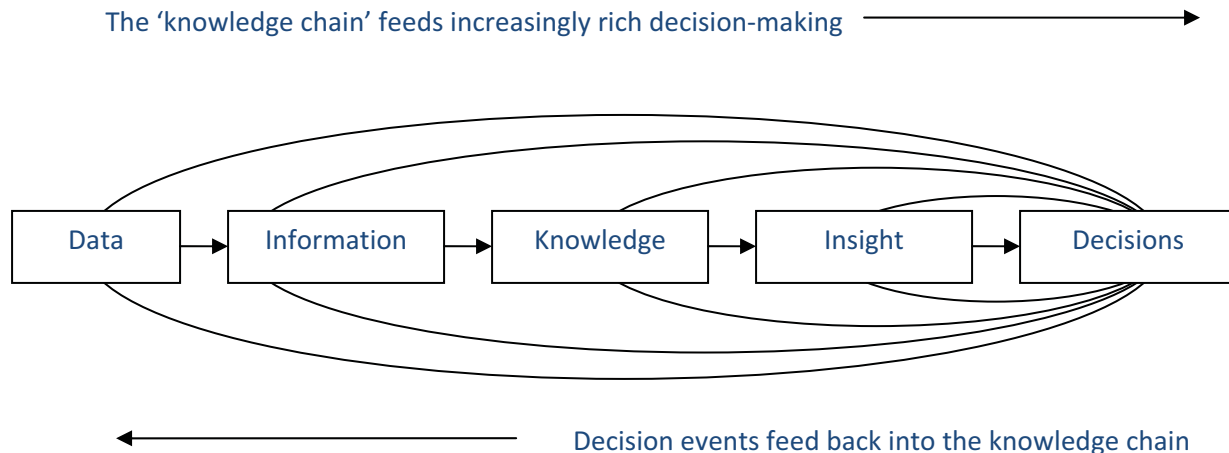 The ‘knowledge chain’ feeds increasingly rich decision-making
Data
Information
Knowledge
Insight
Decisions
Decision events feed back into the knowledge chain